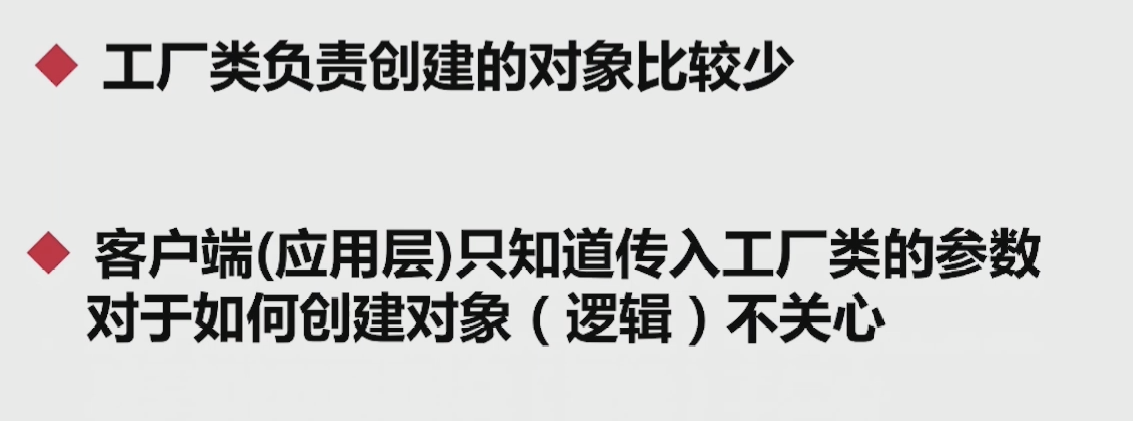 工厂类负责创建的对象比较少
客户端(应用层)只知道传入工厂类的参数
对于如何创建对象（逻辑）不关心